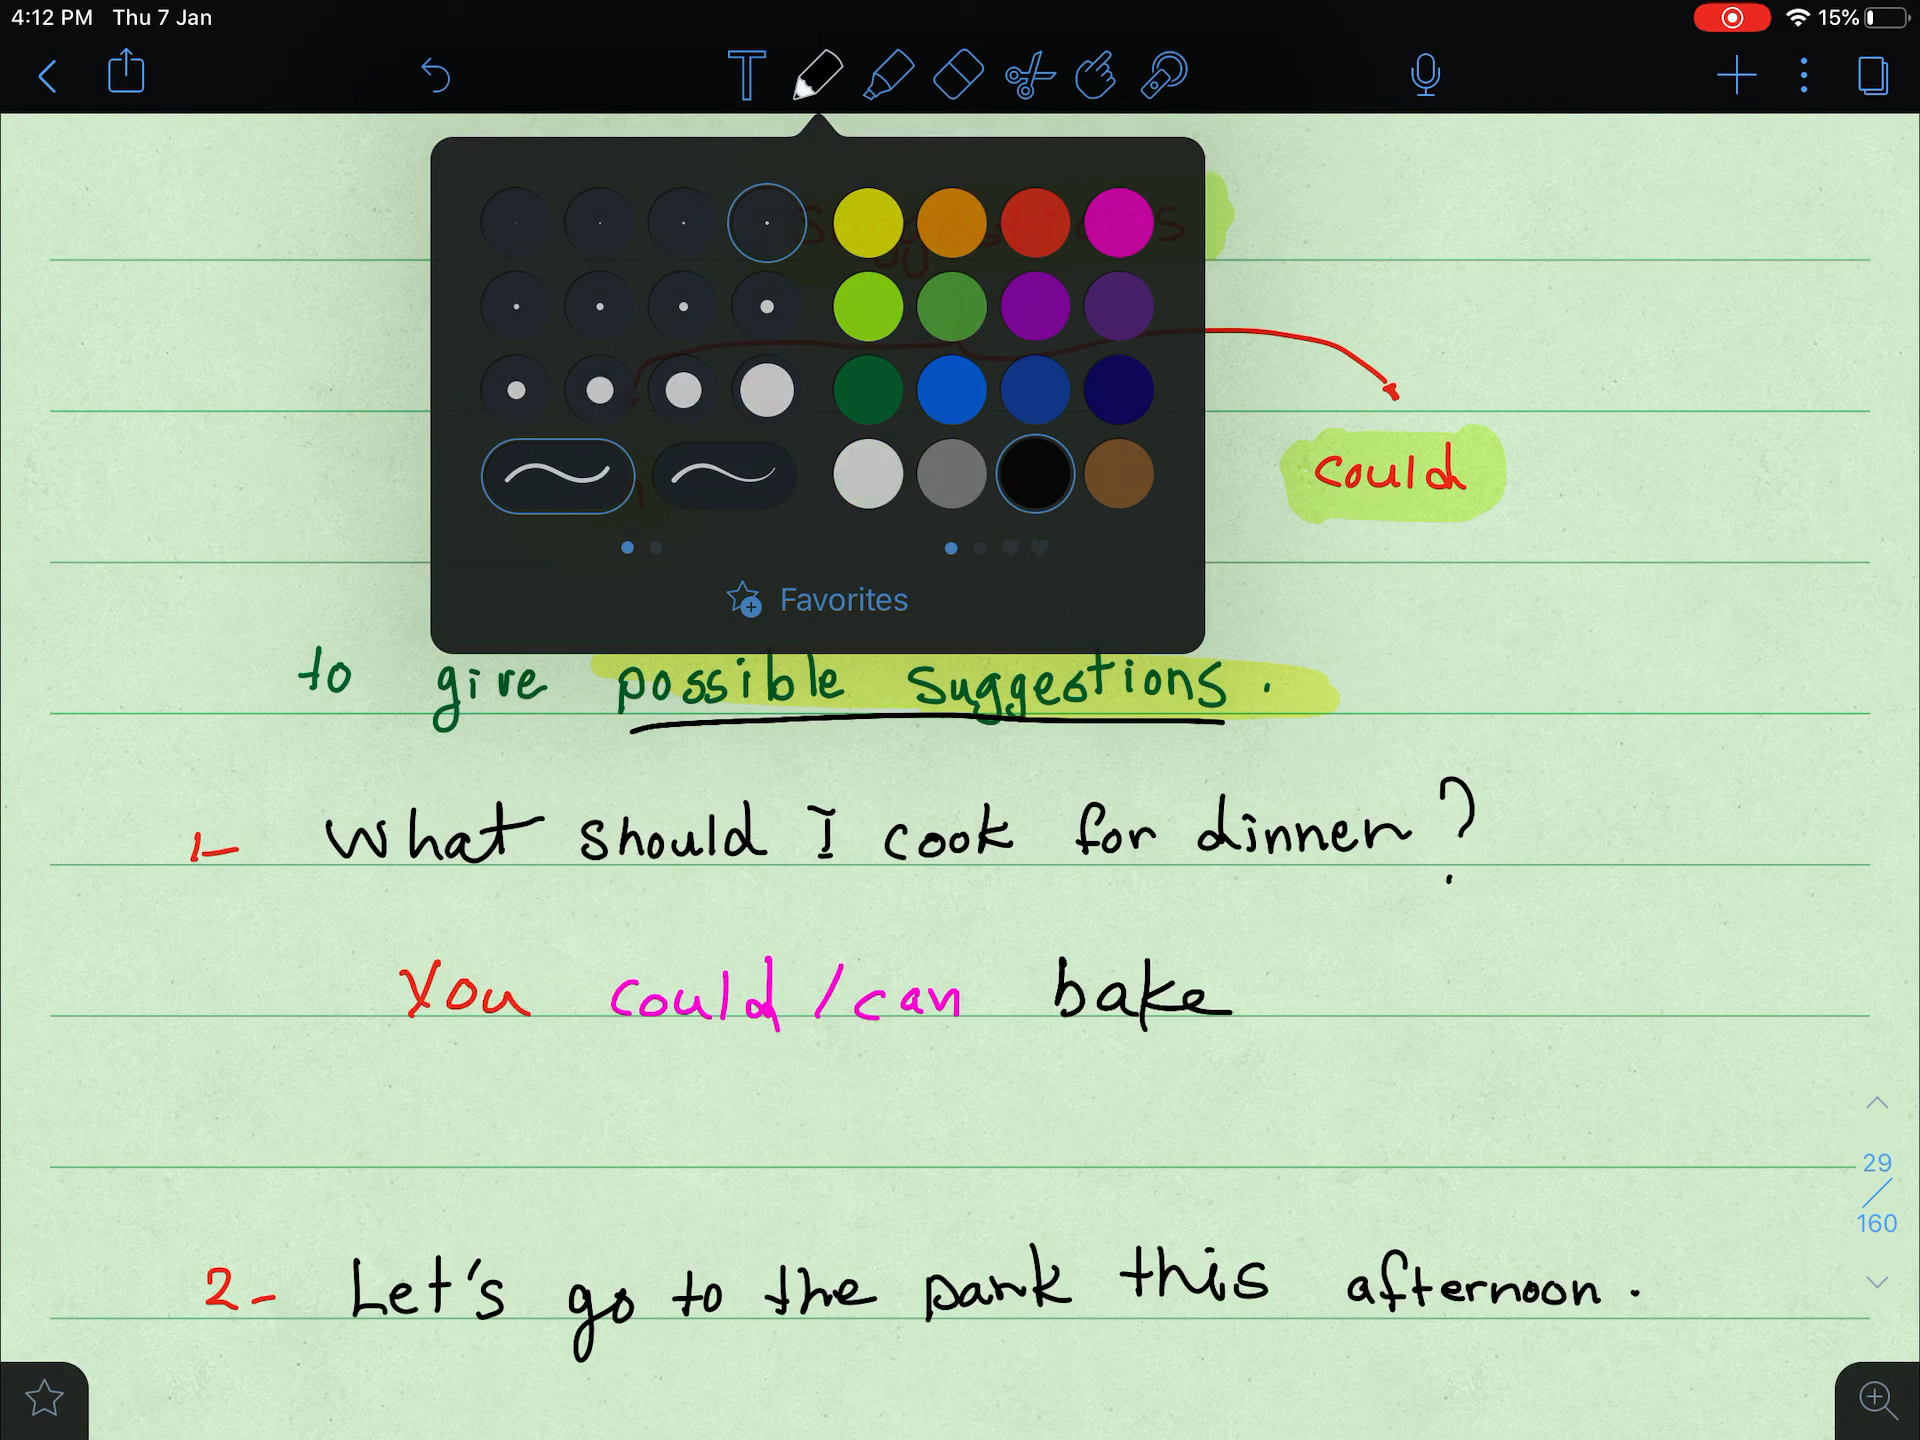 4:12 PM Thu 7 Jan 15%
T
Suggestions
could
Favorites
to give possible suggestions.
1- What should I cook for dinner?
You could/can bake
29
160
2- Let's go to the park this afternoon.